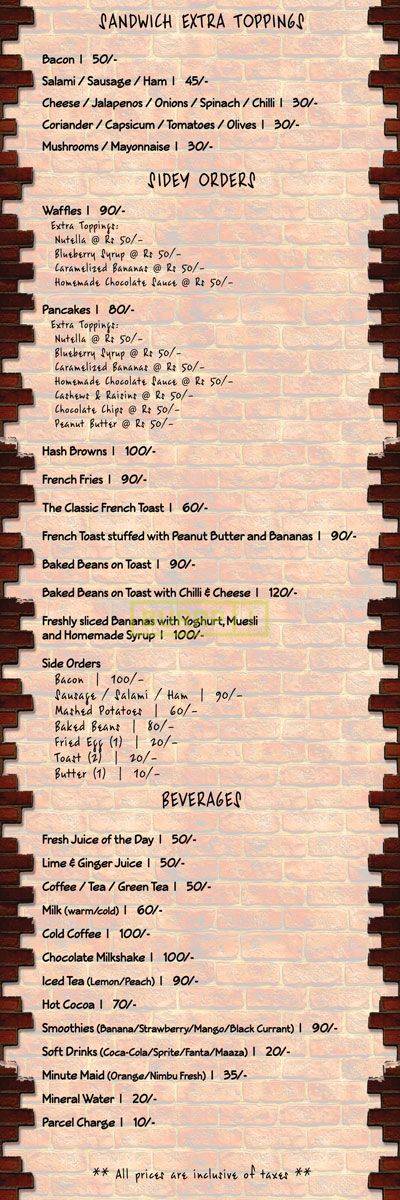 SANDWICH EXTRA TOPPINGS
Bacon | 50/-
Salami / Sausage / Ham | 45/-
Cheese / Jalapenos / Onions / Spinach / Chilli | 30/-
Coriander / Capsicum / Tomatoes / Olives | 30/-
Mushrooms / Mayonnaise | 30/-
SIDEY ORDERS
Waffles | 90/-
Extra Toppings:
Nutella @ Rs 50/-
Blueberry Syrup @ Rs 50/-
Caramelized Bananas @ Rs 50/-
Homemade Chocolate Sauce @ Rs 50/-
Pancakes | 80/-
Extra Toppings:
Nutella @ Rs 50/-
Blueberry Syrup @ Rs 50/-
Caramelized Bananas @ Rs 50/-
Homemade Chocolate Sauce @ Rs 50/-
Cashews & Raisins @ Rs 50/-
Chocolate Chips @ Rs 50/-
Peanut Butter @ Rs 50/-
Hash Browns | 100/-
French Fries | 90/-
The Classic French Toast | 60/-
French Toast stuffed with Peanut Butter and Bananas | 90/-
Baked Beans on Toast | 90/-
Baked Beans on Toast with Chilli & Cheese | 120/-
Freshly sliced Bananas with Yoghurt, Muesli
and Homemade Syrup | 100/-
Side Orders
Bacon | 100/-
Sausage / Salami / Ham | 90/-
Mashed Potatoes | 60/-
Baked Beans | 80/-
Fried Egg (1) | 20/-
Toast (2) | 20/-
Butter (1) | 10/-
BEVERAGES
Fresh Juice of the Day | 50/-
Lime & Ginger Juice | 50/-
Coffee / Tea / Green Tea | 50/-
Milk (warm/cold) | 60/-
Cold Coffee | 100/-
Chocolate Milkshake | 100/-
Iced Tea (Lemon/Peach) | 90/-
Hot Cocoa | 70/-
Smoothies (Banana/Strawberry/Mango/Black Currant) | 90/-
Soft Drinks (Coca-Cola/Sprite/Fanta/Maaza) | 20/-
Minute Maid (Orange/Nimbu Fresh) | 35/-
Mineral Water | 20/-
Parcel Charge | 10/-
** All prices are inclusive of taxes **